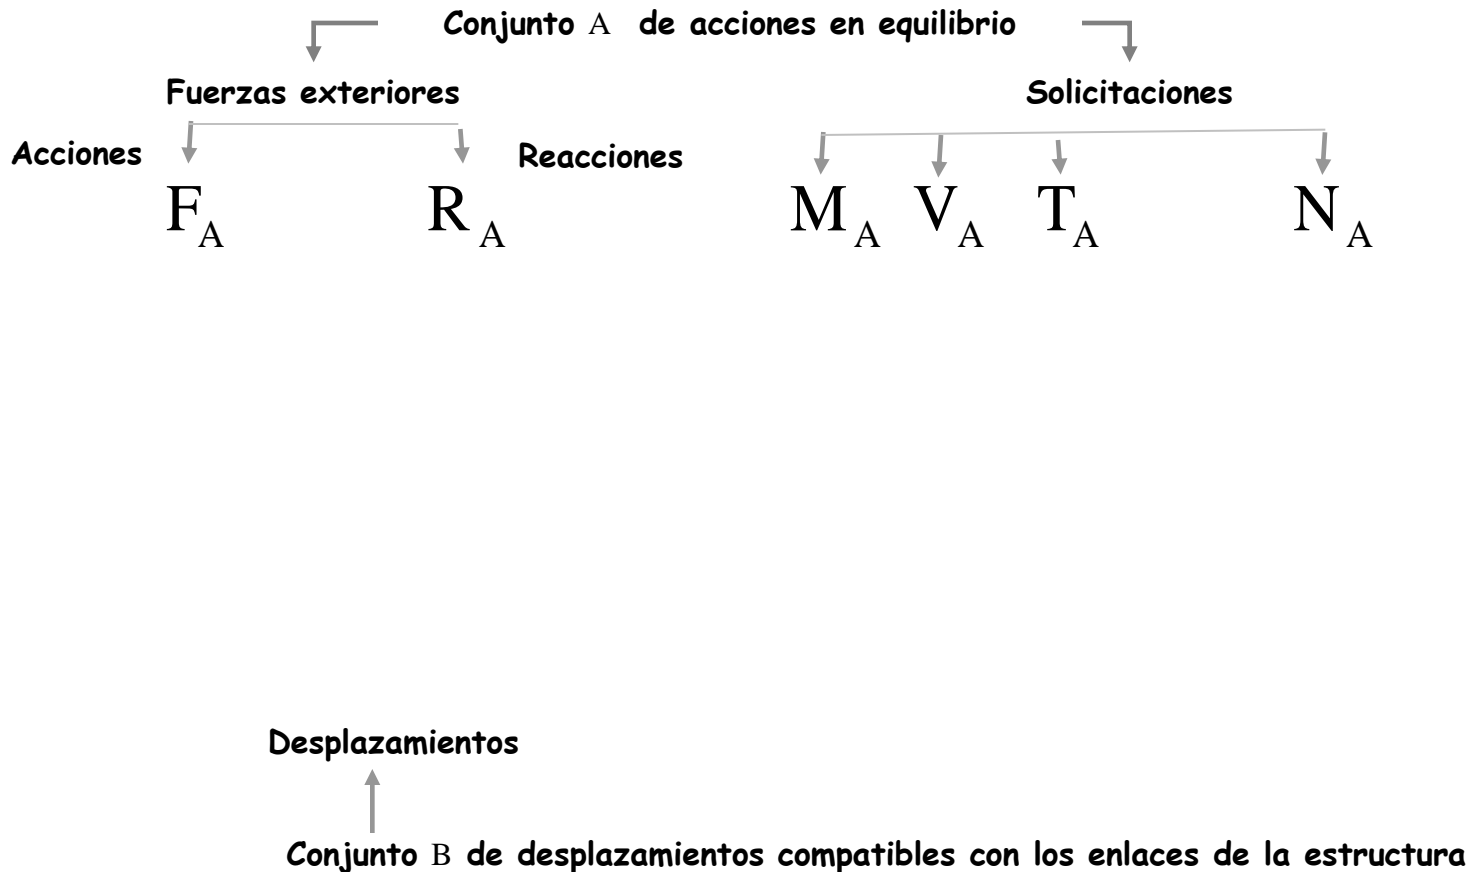 Conjunto A de acciones en equilibrio
Fuerzas exteriores
Solicitaciones
Acciones
Reacciones
F_A R_A M_A V_A T_A N_A
Desplazamientos
Conjunto B de desplazamientos compatibles con los enlaces de la estructura